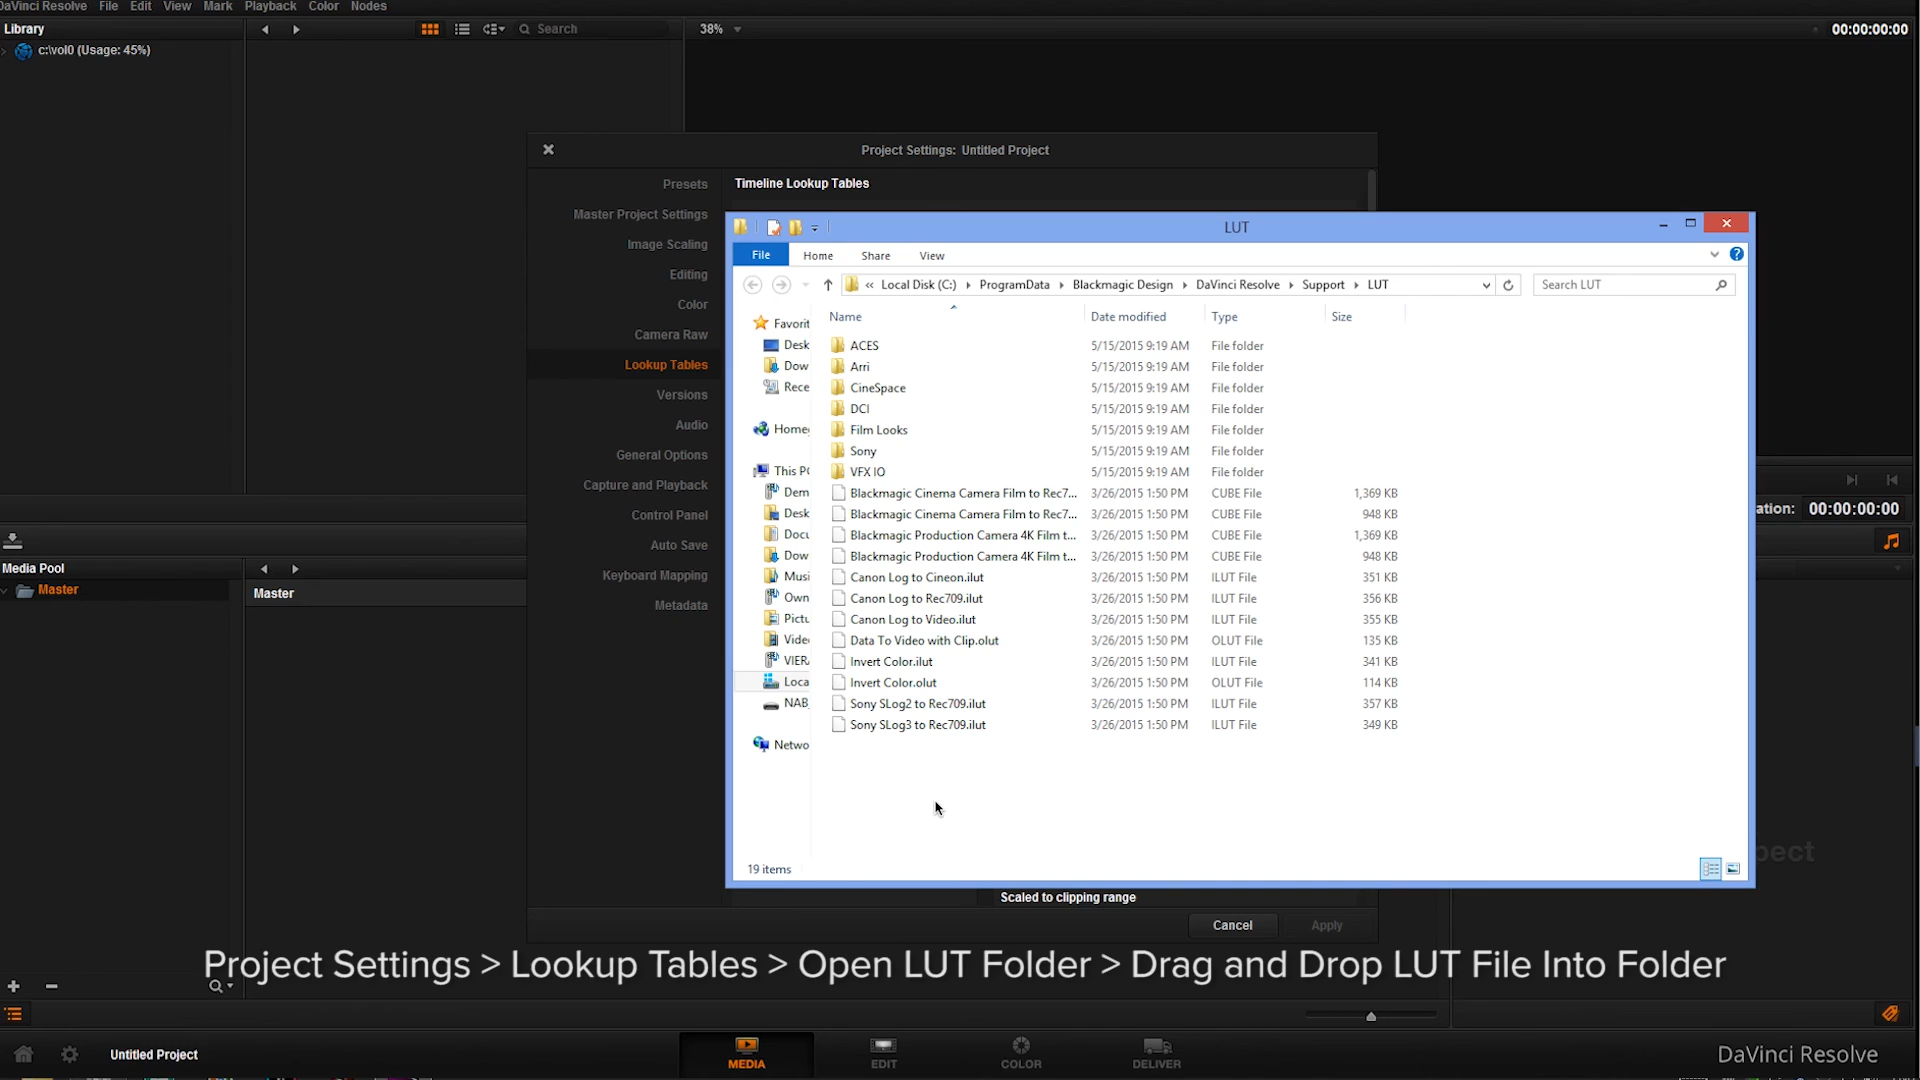 DaVinci Resolve File Edit View Mark Playback Color Nodes
Library
Search
38%
00:00:00:00
c:\vol0 (Usage: 45%)
Project Settings: Untitled Project
Presets
Master Project Settings
Image Scaling
Editing
Color
Camera Raw
Lookup Tables
Versions
Audio
General Options
Capture and Playback
Control Panel
Auto Save
Keyboard Mapping
Metadata
Timeline Lookup Tables
LUT
File Home Share View
« Local Disk (C:) Program​Data Blackmagic Design DaVinci Resolve Support LUT
Search LUT
Name Date modified Type Size
Favorit
Desk
Dow
Rece
Home
This PC
Dem
Desk
Docu
Dow
Musi
Own
Pictu
Vide
VIER
Loca
NAB
Netwo
ACES 5/15/2015 9:19 AM File folder
Arri 5/15/2015 9:19 AM File folder
CineSpace 5/15/2015 9:19 AM File folder
DCI 5/15/2015 9:19 AM File folder
Film Looks 5/15/2015 9:19 AM File folder
Sony 5/15/2015 9:19 AM File folder
VFX IO 5/15/2015 9:19 AM File folder
Blackmagic Cinema Camera Film to Rec7... 3/26/2015 1:50 PM CUBE File 1,369 KB
Blackmagic Cinema Camera Film to Rec7... 3/26/2015 1:50 PM CUBE File 948 KB
Blackmagic Production Camera 4K Film t... 3/26/2015 1:50 PM CUBE File 1,369 KB
Blackmagic Production Camera 4K Film t... 3/26/2015 1:50 PM CUBE File 948 KB
Canon Log to Cineon.ilut 3/26/2015 1:50 PM ILUT File 351 KB
Canon Log to Rec709.ilut 3/26/2015 1:50 PM ILUT File 356 KB
Canon Log to Video.ilut 3/26/2015 1:50 PM ILUT File 355 KB
Data To Video with Clip.olut 3/26/2015 1:50 PM OLUT File 135 KB
Invert Color.ilut 3/26/2015 1:50 PM ILUT File 341 KB
Invert Color.olut 3/26/2015 1:50 PM OLUT File 114 KB
Sony SLog2 to Rec709.ilut 3/26/2015 1:50 PM ILUT File 357 KB
Sony SLog3 to Rec709.ilut 3/26/2015 1:50 PM ILUT File 349 KB
19 items
ation: 00:00:00:00
Media Pool
Master
Master
pect
Scaled to clipping range
Cancel Apply
Project Settings > Lookup Tables > Open LUT Folder > Drag and Drop LUT File Into Folder
Untitled Project
MEDIA
EDIT
COLOR
DELIVER
DaVinci Resolve